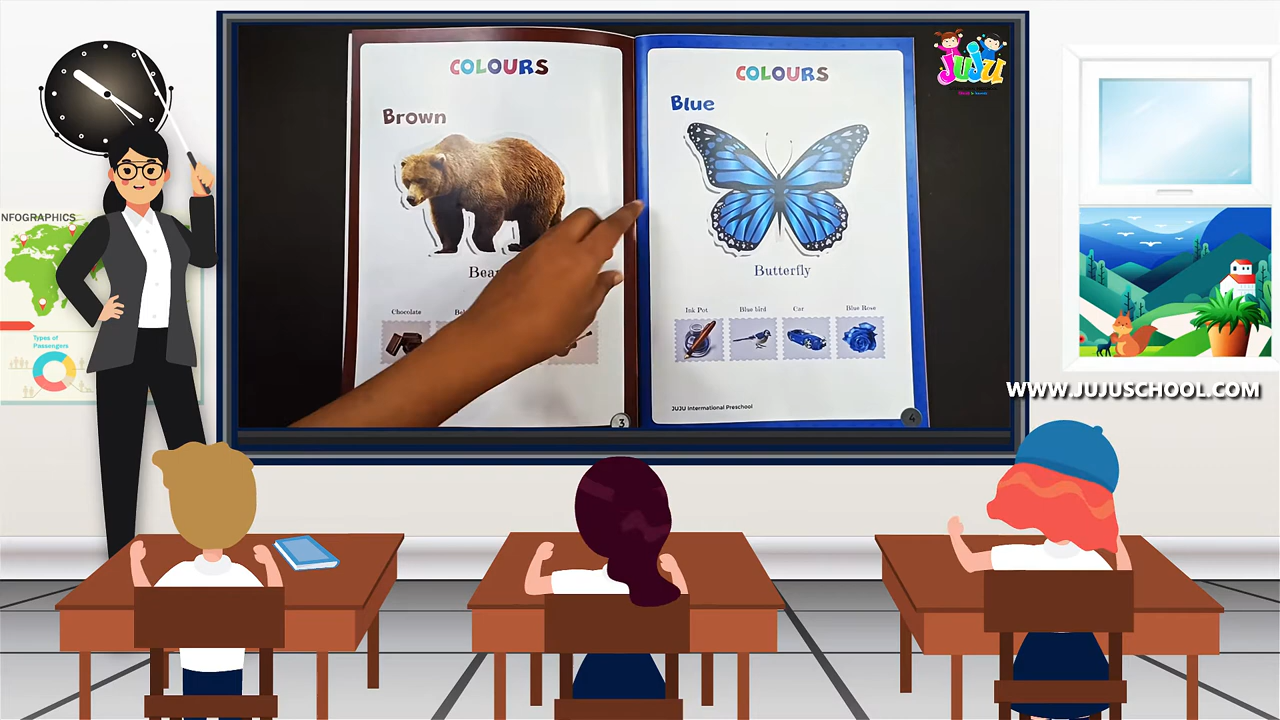 NFOGRAPHICS
Types of
Passengers
COLOURS
Brown
Bear
Chocolate
3
COLOURS
Blue
Butterfly
Ink Pot Blue bird Car Blue Rose
JUJU International Preschool
4
JuJu
WWW.JUJUSCHOOL.COM